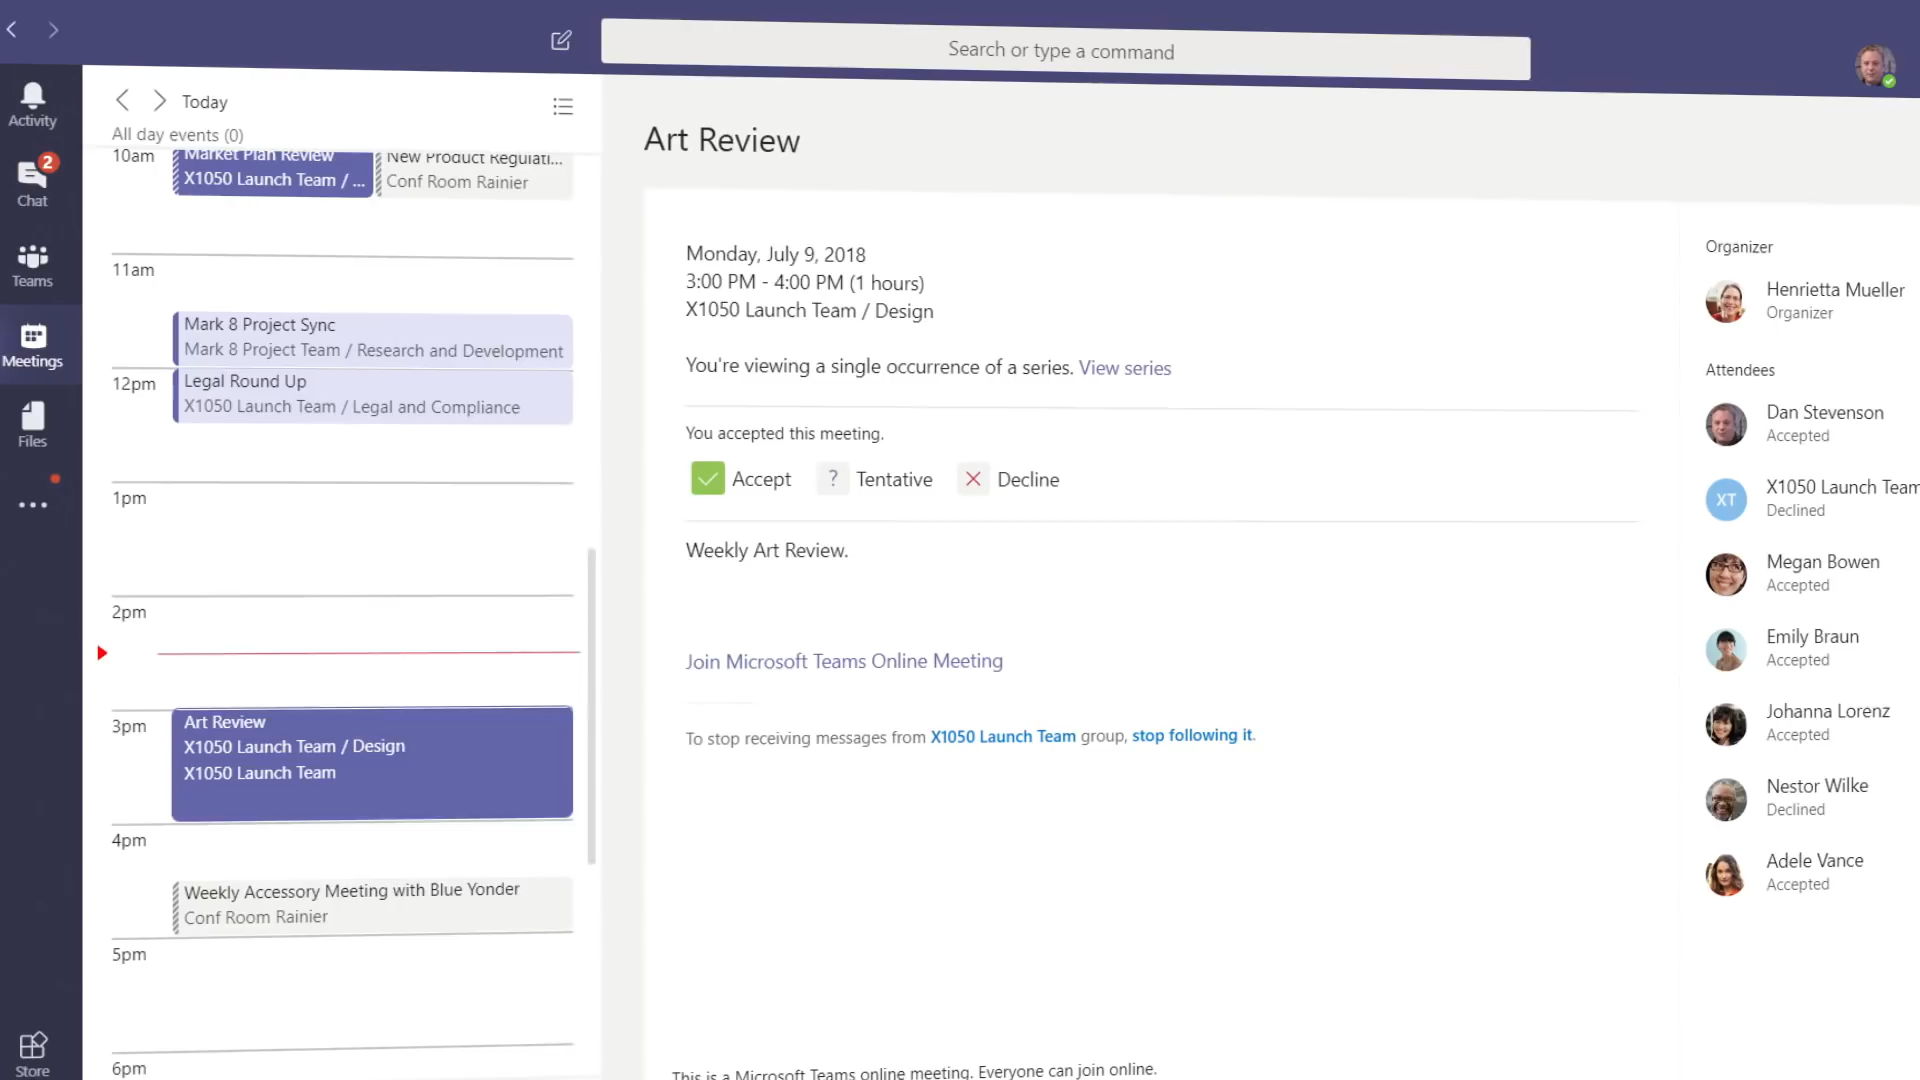 Search or type a command
Activity
2
Chat
Teams
Meetings
Files
Store
Today
All day events (0)
10am
Market Plan Review
X1050 Launch Team / ...
New Product Regulati...
Conf Room Rainier
11am
Mark 8 Project Sync
Mark 8 Project Team / Research and Development
12pm
Legal Round Up
X1050 Launch Team / Legal and Compliance
1pm
2pm
3pm
Art Review
X1050 Launch Team / Design
X1050 Launch Team
4pm
Weekly Accessory Meeting with Blue Yonder
Conf Room Rainier
5pm
6pm
Art Review
Monday, July 9, 2018
3:00 PM - 4:00 PM (1 hours)
X1050 Launch Team / Design
You're viewing a single occurrence of a series. View series
You accepted this meeting.
Accept ? Tentative Decline
Weekly Art Review.
Join Microsoft Teams Online Meeting
To stop receiving messages from X1050 Launch Team group, stop following it.
This is a Microsoft Teams online meeting. Everyone can join online.
Organizer
Henrietta Mueller
Organizer
Attendees
Dan Stevenson
Accepted
XT
X1050 Launch Team
Declined
Megan Bowen
Accepted
Emily Braun
Accepted
Johanna Lorenz
Accepted
Nestor Wilke
Declined
Adele Vance
Accepted